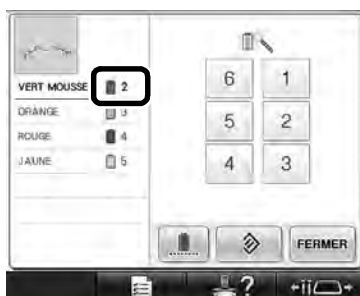 VERT MOUSSE 2
ORANGE 3
ROUGE 4
JAUNE 5
6 1
5 2
4 3
FERMER
?